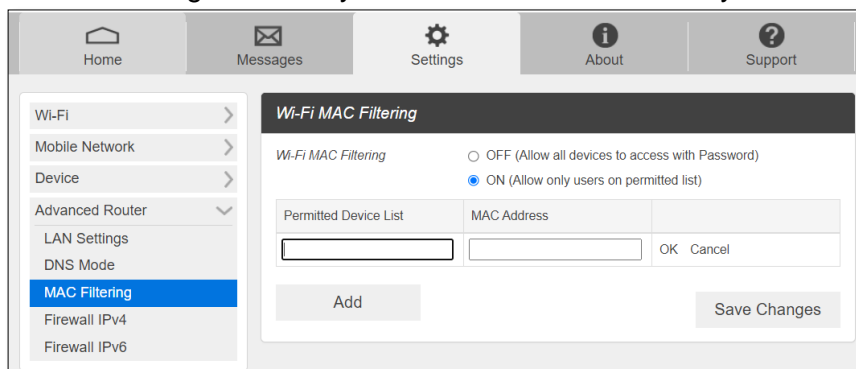 Home Messages Settings About Support
Wi-Fi
Mobile Network
Device
Advanced Router
LAN Settings
DNS Mode
MAC Filtering
Firewall IPv4
Firewall IPv6
Wi-Fi MAC Filtering
Wi-Fi MAC Filtering OFF (Allow all devices to access with Password)
ON (Allow only users on permitted list)
Permitted Device List MAC Address
OK Cancel
Add
Save Changes